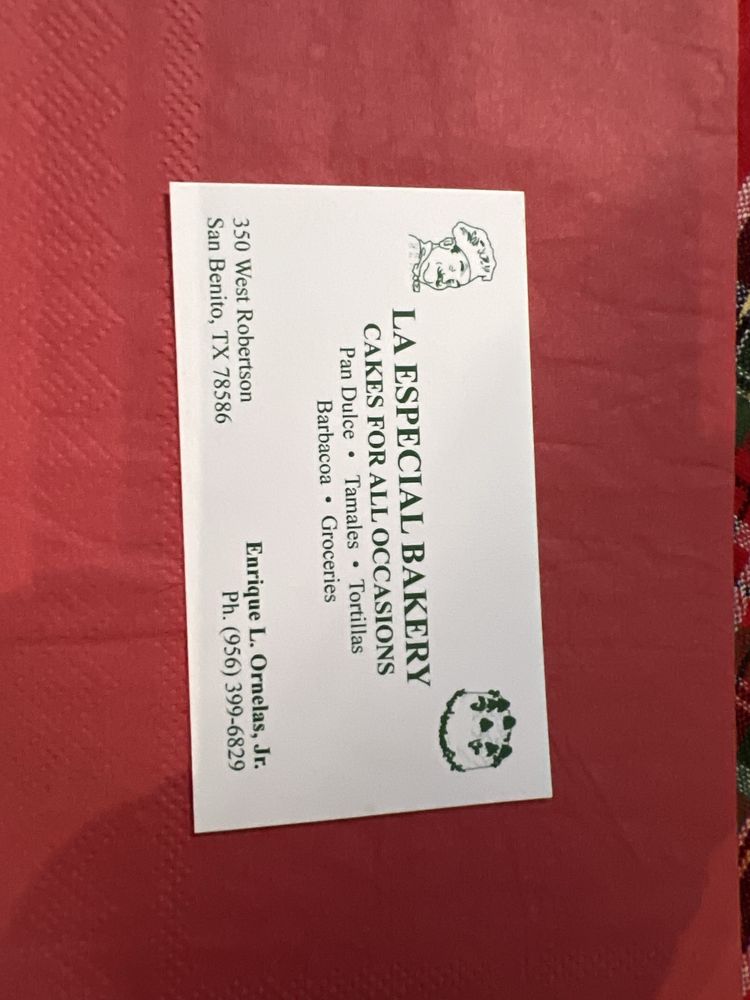 LA ESPECIAL BAKERY
CAKES FOR ALL OCCASIONS
Pan Dulce • Tamales • Tortillas
Barbacoa • Groceries
350 West Robertson
San Benito, TX 78586
Enrique L. Ornelas, Jr.
Ph. (956) 399-6829